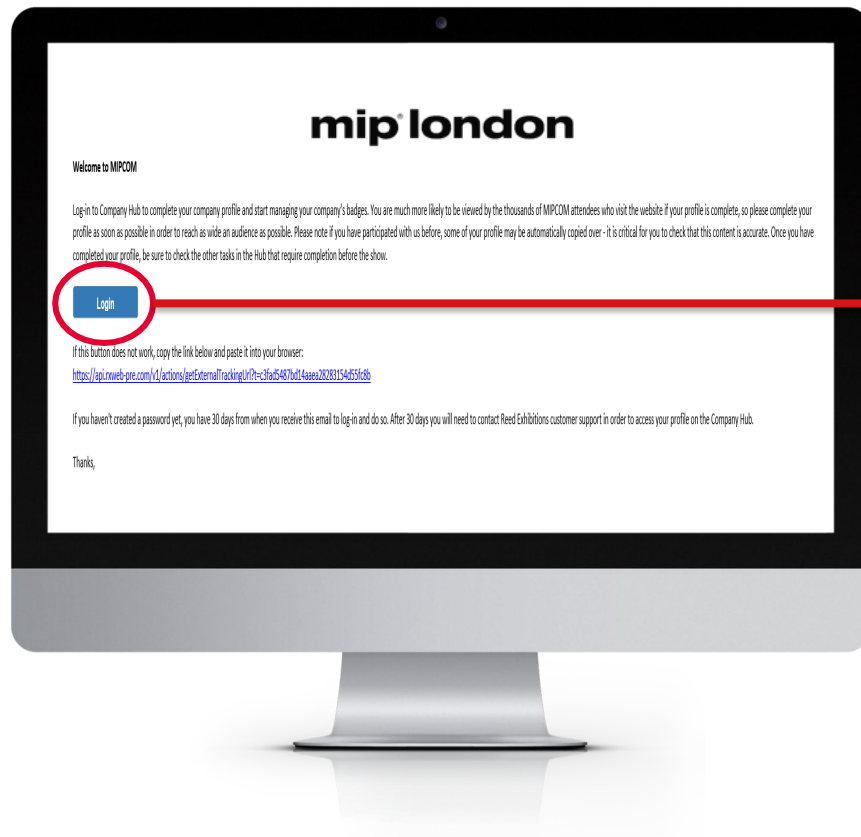 mip® london
Welcome to MIPCOM
Log-in to Company Hub to complete your company profile and start managing your company's badges. You are much more likely to be viewed by the thousands of MIPCOM attendees who visit the website if your profile is complete, so please complete your
profile as soon as possible in order to reach as wide an audience as possible. Please note if you have participated with us before, some of your profile may be automatically copied over - it is critical for you to check that this content is accurate. Once you have
completed your profile, be sure to check the other tasks in the Hub that require completion before the show.
Login
If this button does not work, copy the link below and paste it into your browser:
https://api.rxweb-pre.com/v1/actions/getExternalTrackingUrl?t=c3fad5487bd14aaea28283154d55fc8b
If you haven't created a password yet, you have 30 days from when you receive this email to log-in and do so. After 30 days you will need to contact Reed Exhibitions customer support in order to access your profile on the Company Hub.
Thanks,